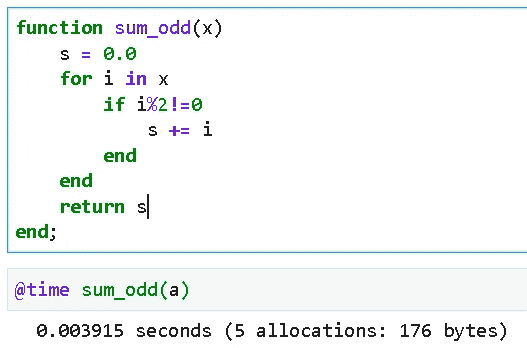 function sum_odd(x)
    s = 0.0
    for i in x
        if i%2!=0
            s += i
        end
    end
    return s
end;
@time sum_odd(a)
0.003915 seconds (5 allocations: 176 bytes)